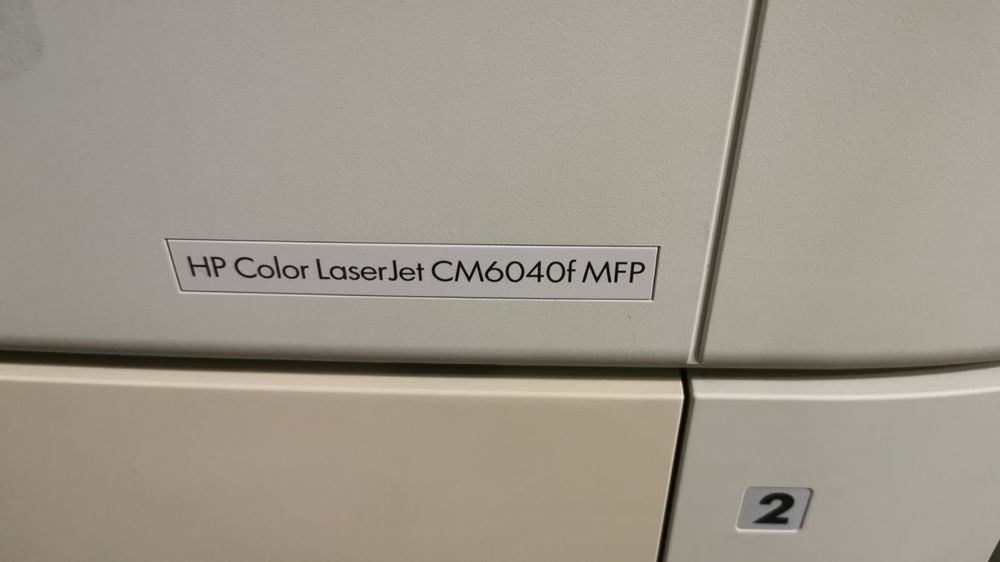 HP Color LaserJet CM6040f MFP
2